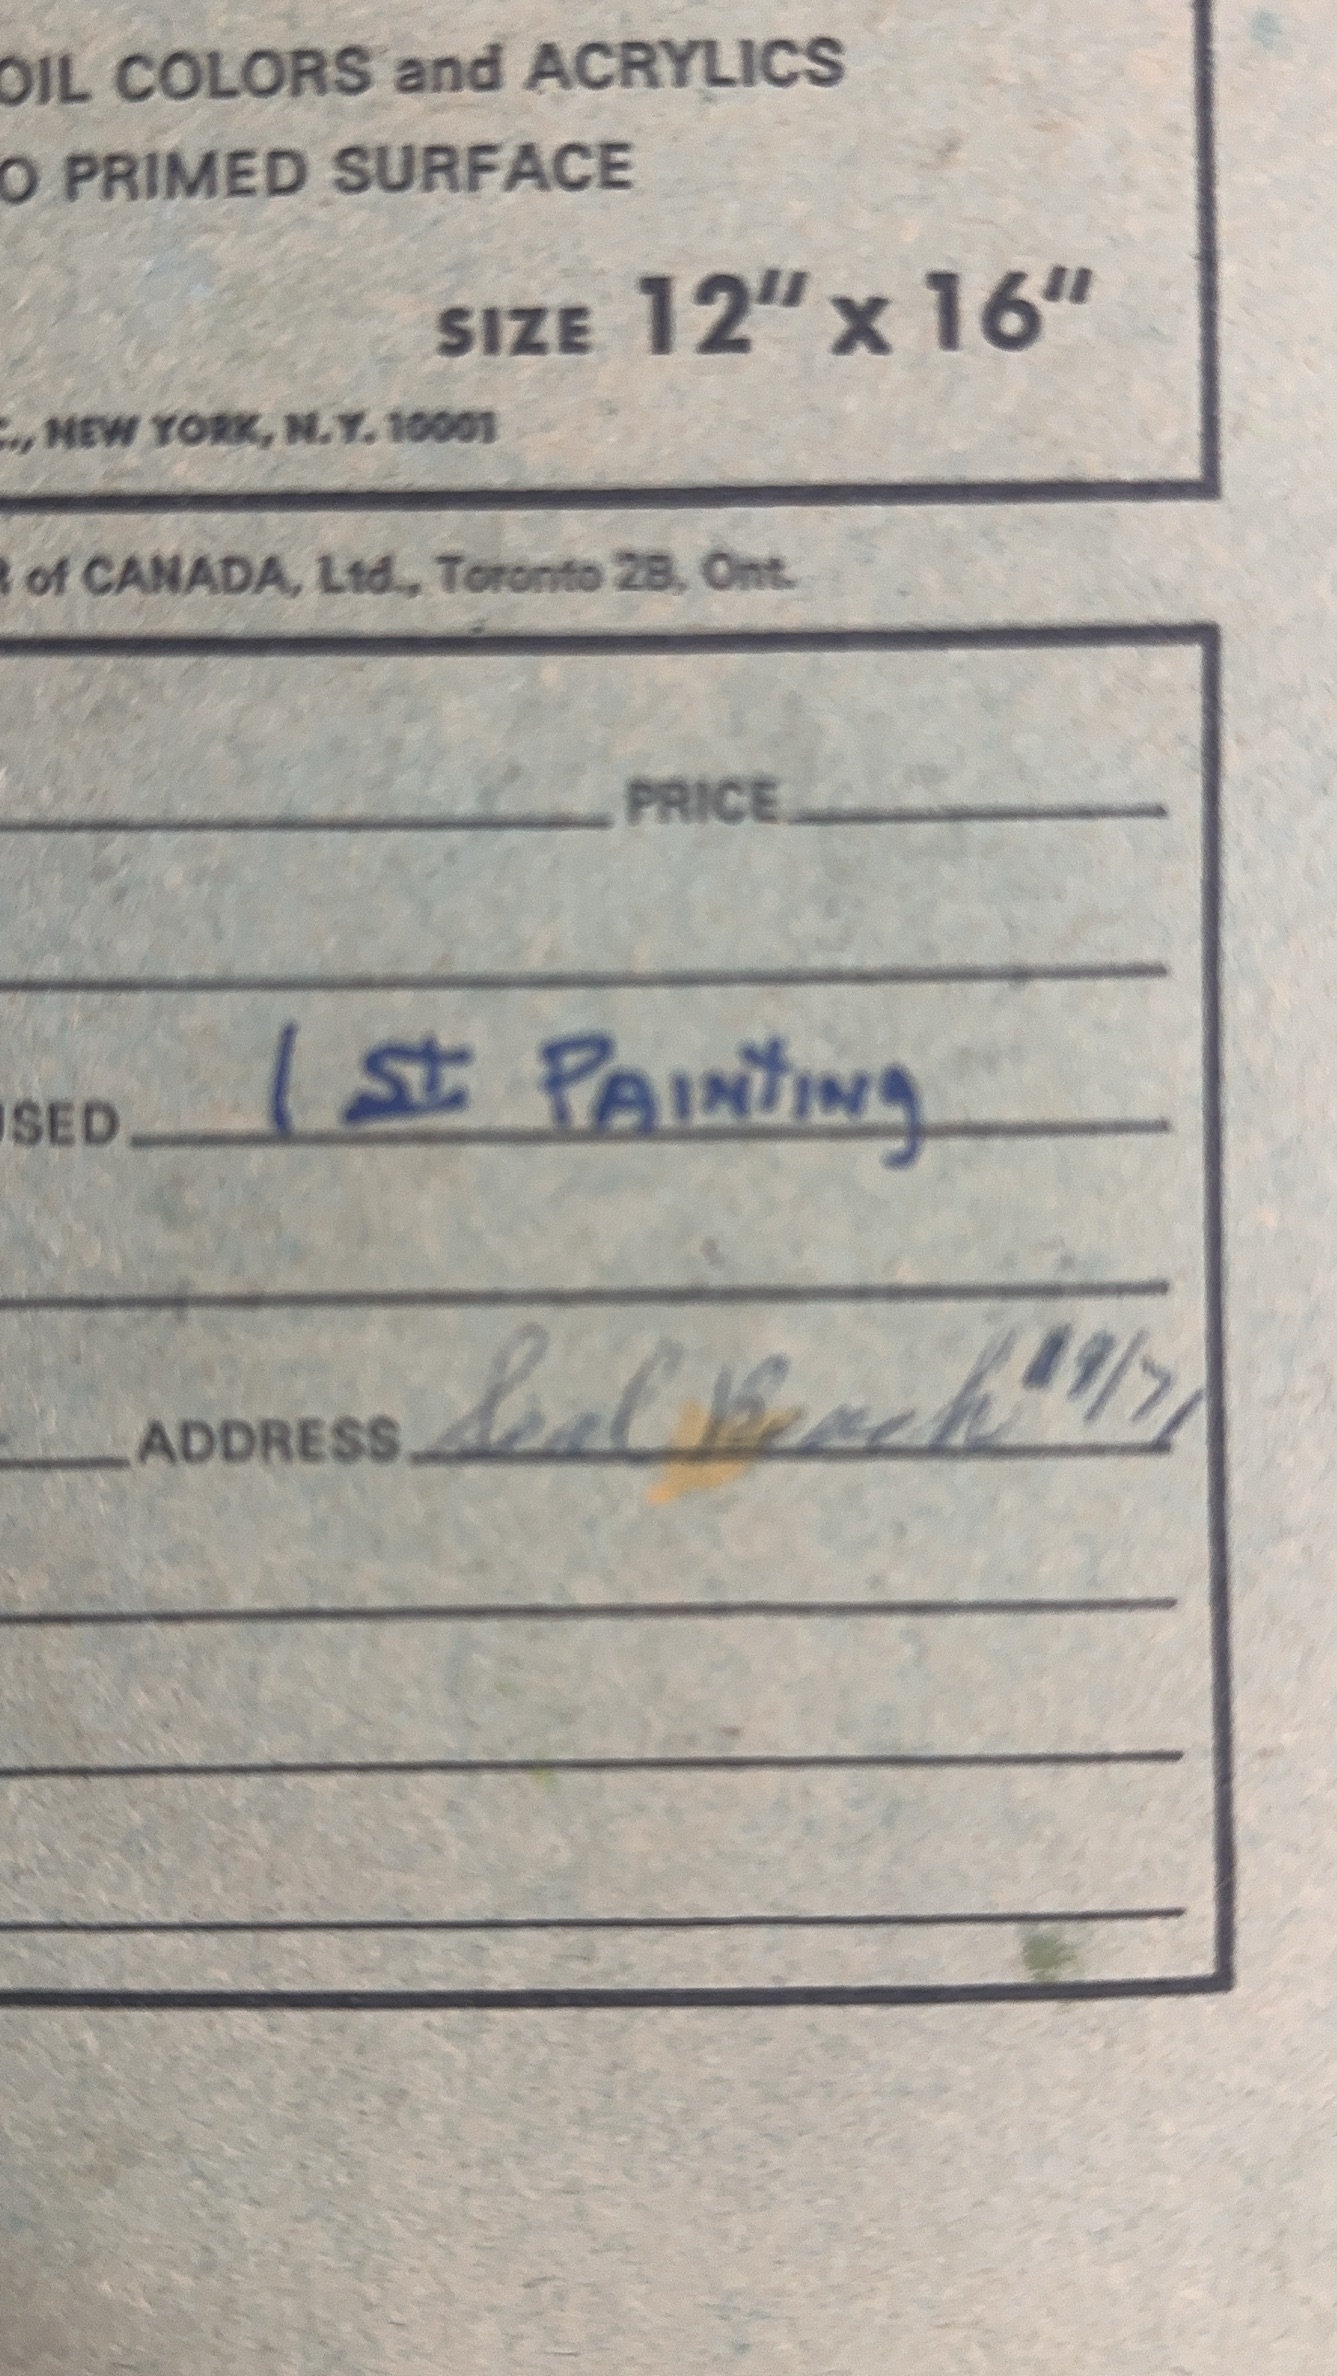 OIL COLORS and ACRYLICS
O PRIMED SURFACE
SIZE 12" x 16"
C., NEW YORK, N.Y. 10001
R of CANADA, Ltd., Toronto 2B, Ont.
PRICE
USED 1 St PAINTING
ADDRESS Seal Beach